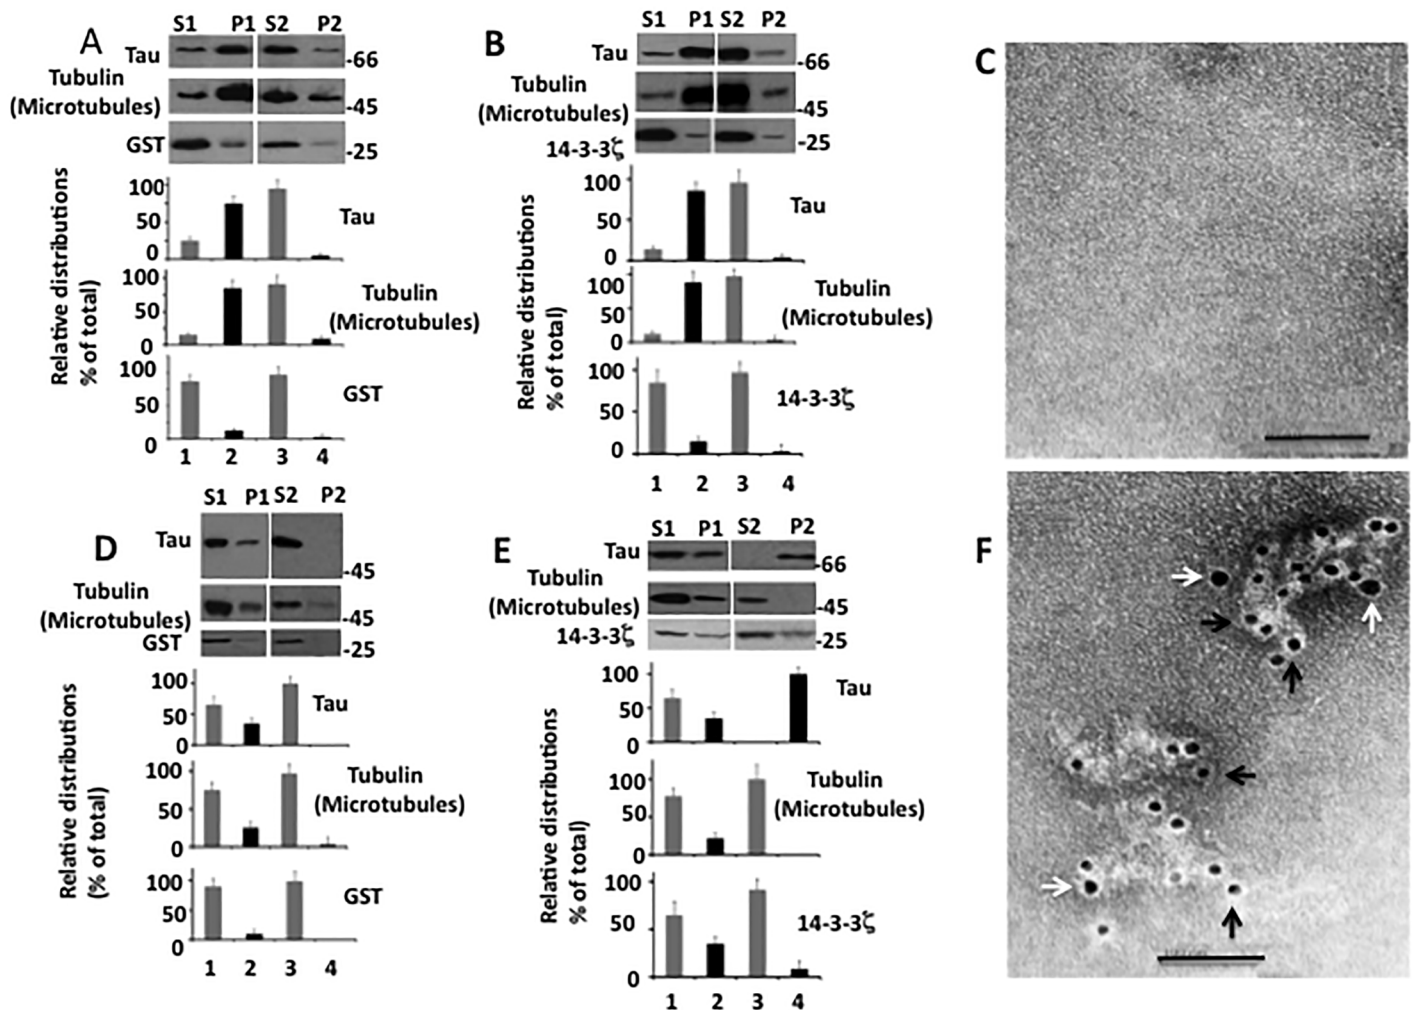 A
S1 P1 S2 P2
Tau
-66
Tubulin
(Microtubules)
-45
GST
-25
Relative distributions
% of total)
100
50
0
Tau
100
50
0
Tubulin
(Microtubules)
100
50
0
GST
1 2 3 4
B
S1 P1 S2 P2
Tau
-66
Tubulin
(Microtubules)
-45
14-3-3ζ
-25
Relative distributions
% of total)
100
50
0
Tau
100
50
0
Tubulin
(Microtubules)
100
50
0
14-3-3ζ
1 2 3 4
C
D
S1 P1 S2 P2
Tau
-45
Tubulin
(Microtubules)
-45
GST
-25
Relative distributions
(% of total)
100
50
0
Tau
100
50
0
Tubulin
(Microtubules)
100
50
0
GST
1 2 3 4
E
S1 P1 S2 P2
Tau
-66
Tubulin
(Microtubules)
-45
14-3-3ζ
-25
Relative distributions
% of total)
100
50
0
Tau
100
50
0
Tubulin
(Microtubules)
100
50
0
14-3-3ζ
1 2 3 4
F